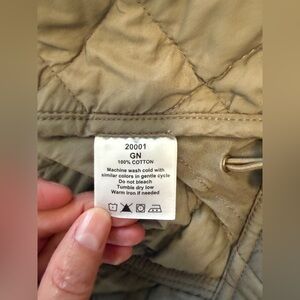 20001
GN
100% COTTON
Machine wash cold with
similar colors in gentle cycle
Do not bleach
Tumble dry low
Warm Iron if needed